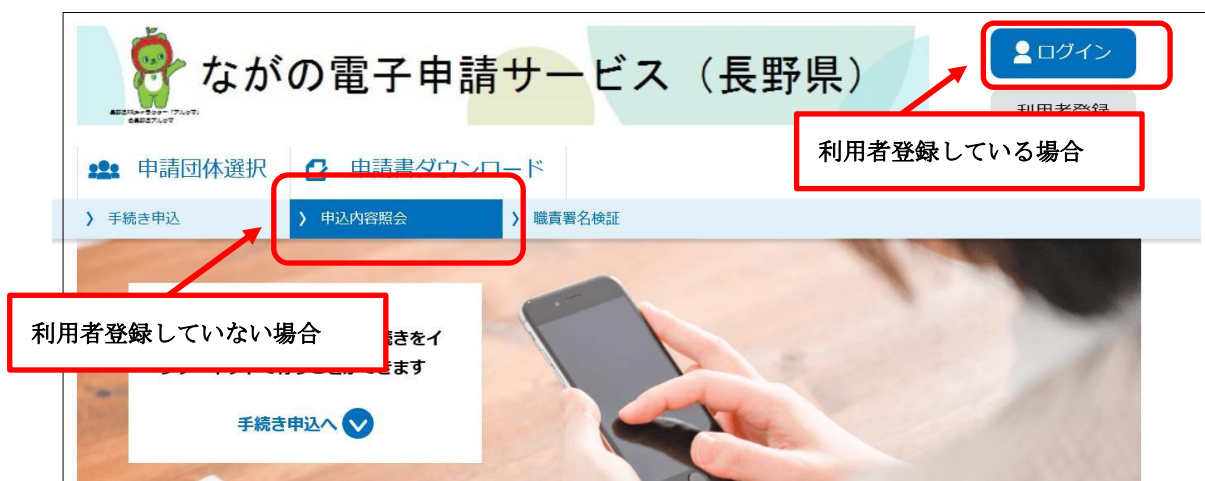 ながの電子申請サービス（長野県）
ログイン
利用者登録
利用者登録している場合
申請団体選択
申請書ダウンロード
手続き申込
申込内容照会
職責署名検証
利用者登録していない場合
続きをイ
きます
手続き申込へ